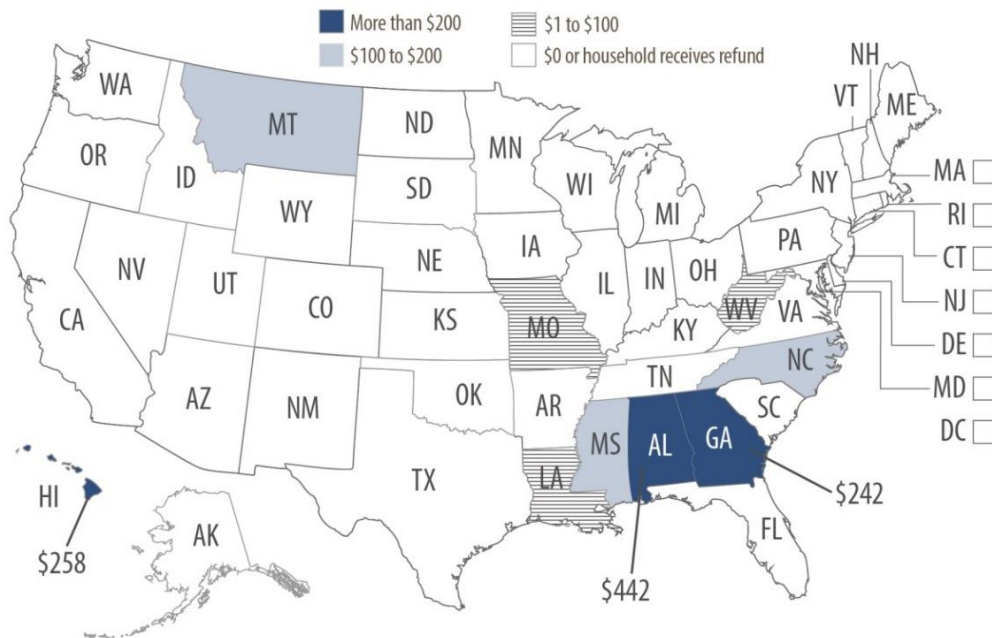 More than $200
$1 to $100
$100 to $200
$0 or household receives refund
NH
VT
ME
WA
MT
ND
MN
OR
ID
SD
WI
NY
MA
WY
MI
RI
IA
PA
CT
NE
NV
OH
IL
IN
NJ
UT
CO
WV
VA
CA
KS
MO
KY
DE
NC
TN
MD
OK
AR
SC
AZ
NM
DC
MS
AL
GA
LA
TX
$242
HI
FL
AK
$258
$442